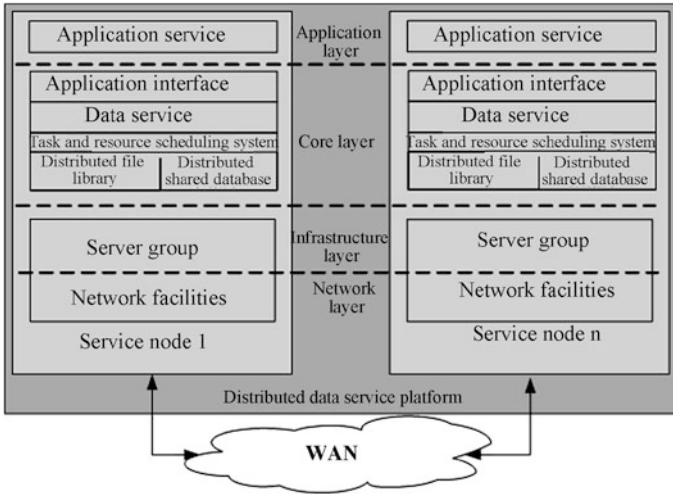 Application service
Application interface
Data service
Task and resource scheduling system
Distributed file
library
Distributed
shared database
Server group
Network facilities
Service node 1
Application
layer
Core layer
Infrastructure
layer
Network
layer
Application service
Application interface
Data service
Task and resource scheduling system
Distributed file
library
Distributed
shared database
Server group
Network facilities
Service node n
Distributed data service platform
WAN